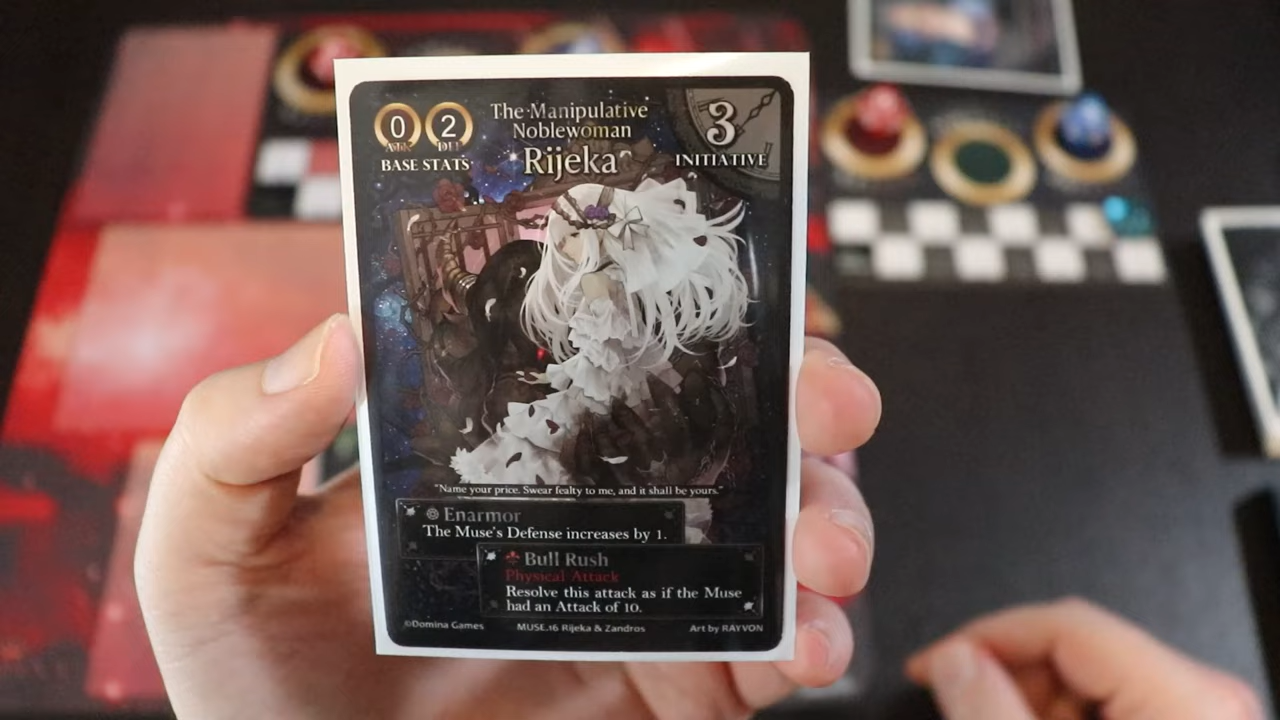 0 2
BASE STATS
The Manipulative
Noblewoman
Rijeka
3
INITIATIVE
"Name your price. Swear fealty to me, and it shall be yours."
Enarmor
The Muse's Defense increases by 1.
Bull Rush
Physical Attack
Resolve this attack as if the Muse
had an Attack of 10.
©Domina Games MUSE.16 Rijeka & Zandros Art by RAYVON